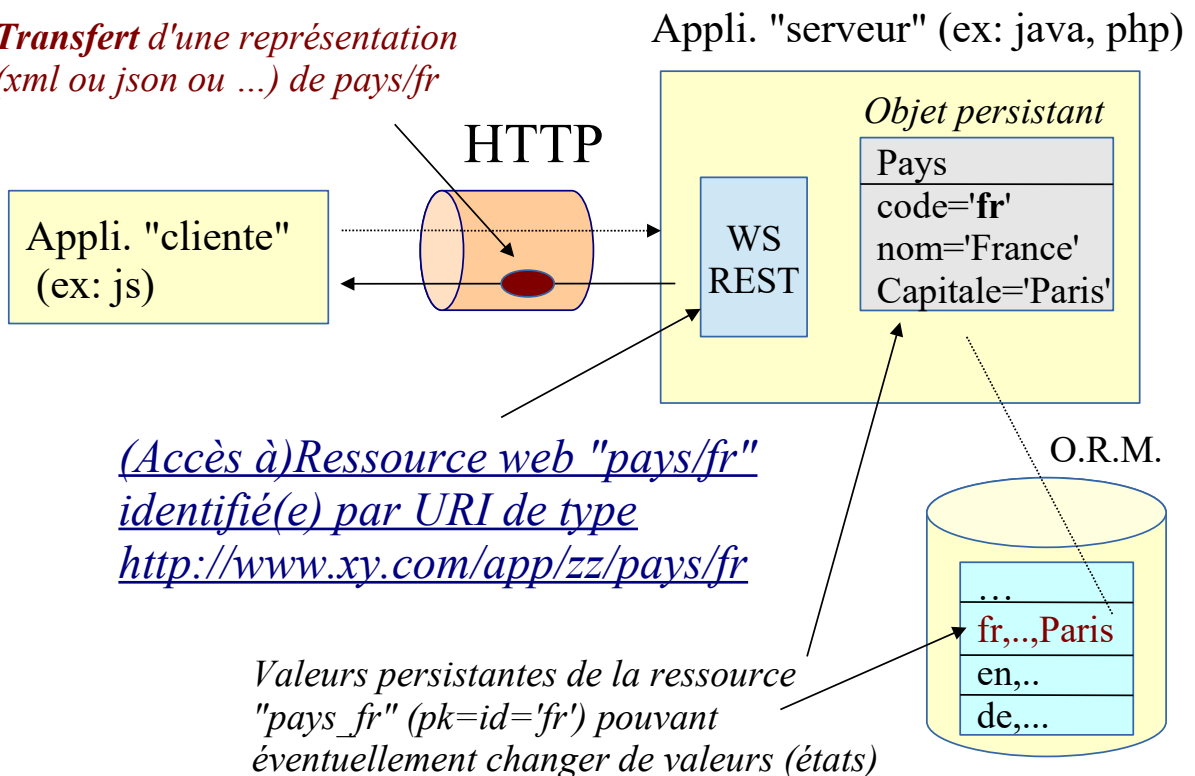 Transfert d'une représentation
(xml ou json ou …) de pays/fr
Appli. "serveur" (ex: java, php)
HTTP
Objet persistant
Pays
code='fr'
nom='France'
Capitale='Paris'
Appli. "cliente"
(ex: js)
WS
REST
(Accès à)Ressource web "pays/fr"
identifié(e) par URI de type
http://www.xy.com/app/zz/pays/fr
O.R.M.
…
fr,..,Paris
en,..
de,...
Valeurs persistantes de la ressource
"pays_fr" (pk=id='fr') pouvant
éventuellement changer de valeurs (états)